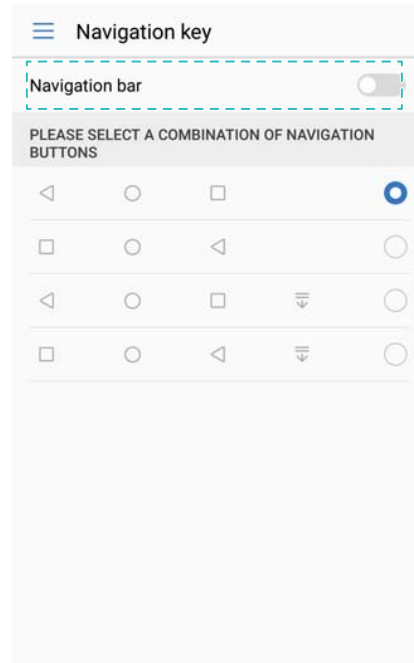 Navigation key
Navigation bar
PLEASE SELECT A COMBINATION OF NAVIGATION
BUTTONS